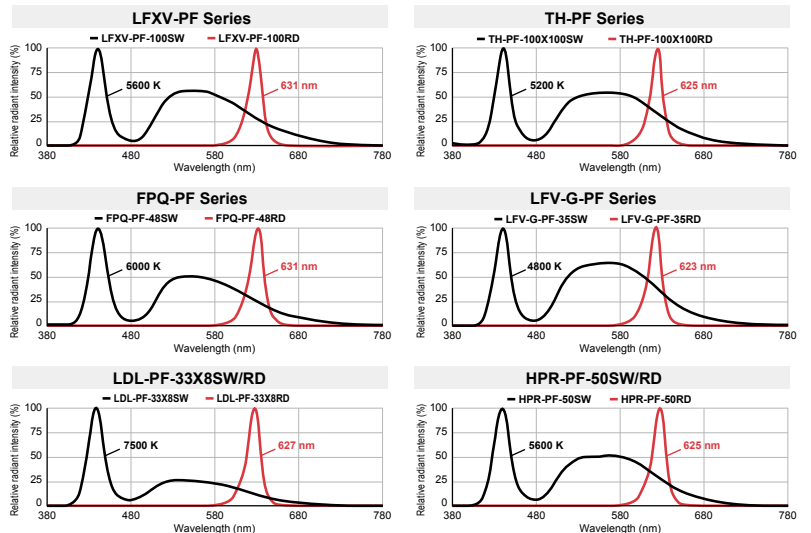 LFXV-PF Series
LFXV-PF-100SW LFXV-PF-100RD
Relative radiant intensity (%)
100
75
50
25
0
5600 K
631 nm
380 480 580 680 780
Wavelength (nm)
TH-PF Series
TH-PF-100X100SW TH-PF-100X100RD
Relative radiant intensity (%)
100
75
50
25
0
5200 K
625 nm
380 480 580 680 780
Wavelength (nm)
FPQ-PF Series
FPQ-PF-48SW FPQ-PF-48RD
Relative radiant intensity (%)
100
75
50
25
0
6000 K
631 nm
380 480 580 680 780
Wavelength (nm)
LFV-G-PF Series
LFV-G-PF-35SW LFV-G-PF-35RD
Relative radiant intensity (%)
100
75
50
25
0
4800 K
623 nm
380 480 580 680 780
Wavelength (nm)
LDL-PF-33X8SW/RD
LDL-PF-33X8SW LDL-PF-33X8RD
Relative radiant intensity (%)
100
75
50
25
0
7500 K
627 nm
380 480 580 680 780
Wavelength (nm)
HPR-PF-50SW/RD
HPR-PF-50SW HPR-PF-50RD
Relative radiant intensity (%)
100
75
50
25
0
5600 K
625 nm
380 480 580 680 780
Wavelength (nm)